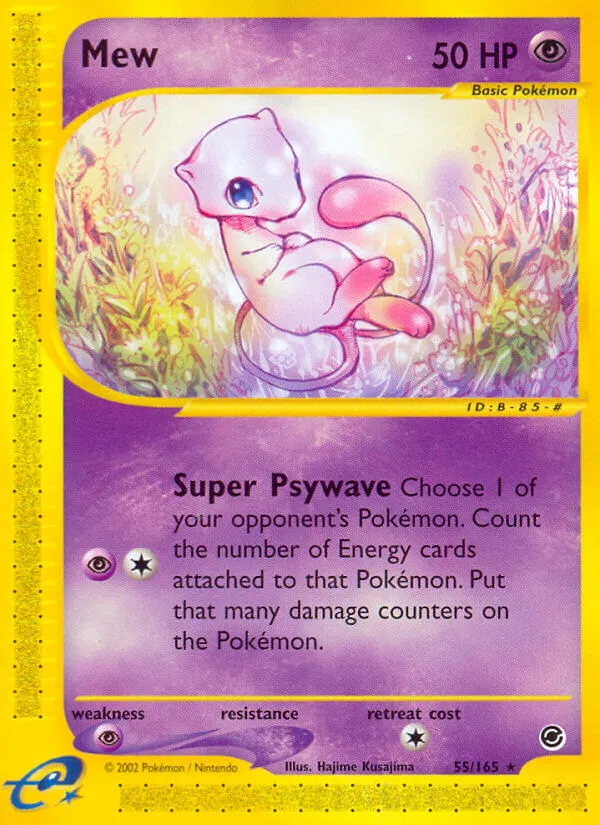 Mew 50 HP
Basic Pokémon
ID:B-85-#
Super Psywave Choose 1 of
your opponent's Pokémon. Count
the number of Energy cards
attached to that Pokémon. Put
that many damage counters on
the Pokémon.
weakness resistance retreat cost
© 2002 Pokémon / Nintendo Illus. Hajime Kusajima 55/165 ★